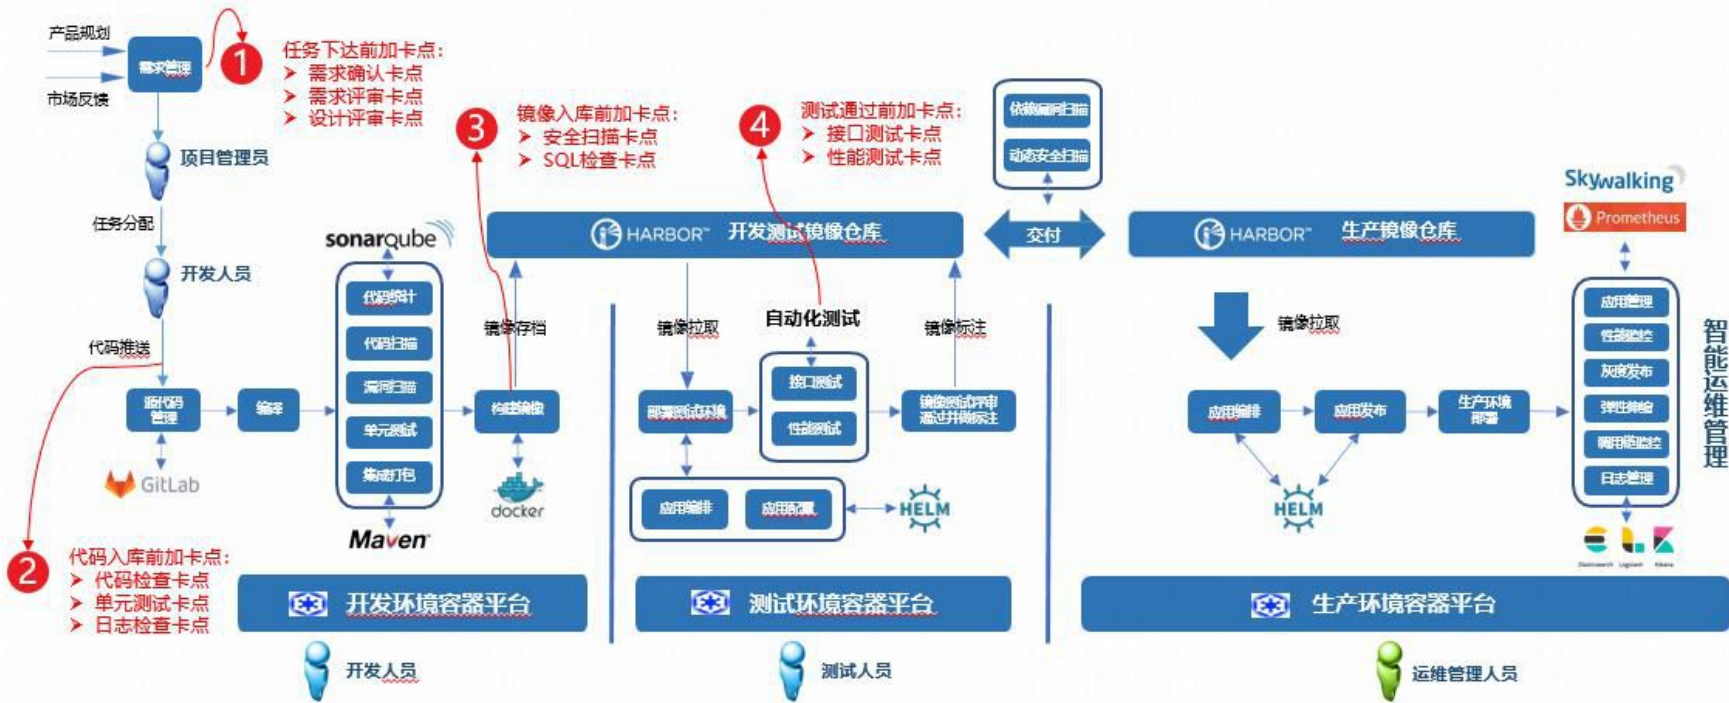 产品规划
市场反馈
需求管理
1
任务下达前加卡点:
➤ 需求确认卡点
➤ 需求评审卡点
➤ 设计评审卡点
项目管理员
任务分配
开发人员
代码推送
源代码
管理
GitLab
2
代码入库前加卡点:
➤ 代码检查卡点
➤ 单元测试卡点
➤ 日志检查卡点
编译
sonarqube
代码统计
代码扫描
漏洞扫描
单元测试
集成打包
Maven
3
镜像入库前加卡点:
➤ 安全扫描卡点
➤ SQL检查卡点
镜像存档
构建镜像
docker
开发环境容器平台
开发人员
4
测试通过前加卡点:
➤ 接口测试卡点
➤ 性能测试卡点
HARBOR™ 开发测试镜像仓库
镜像拉取
自动化测试
镜像标注
接口测试
性能测试
部署测试环境
镜像测试评审
通过并做标注
应用编排
应用配置
HELM
测试环境容器平台
测试人员
依赖漏洞扫描
动态安全扫描
交付
HARBOR™ 生产镜像仓库
镜像拉取
应用编排
应用发布
生产环境
部署
HELM
Skywalking
Prometheus
应用管理
性能监控
灰度发布
弹性伸缩
调用链监控
日志管理
智能运维管理
Elasticsearch Logstash Kibana
生产环境容器平台
运维管理人员